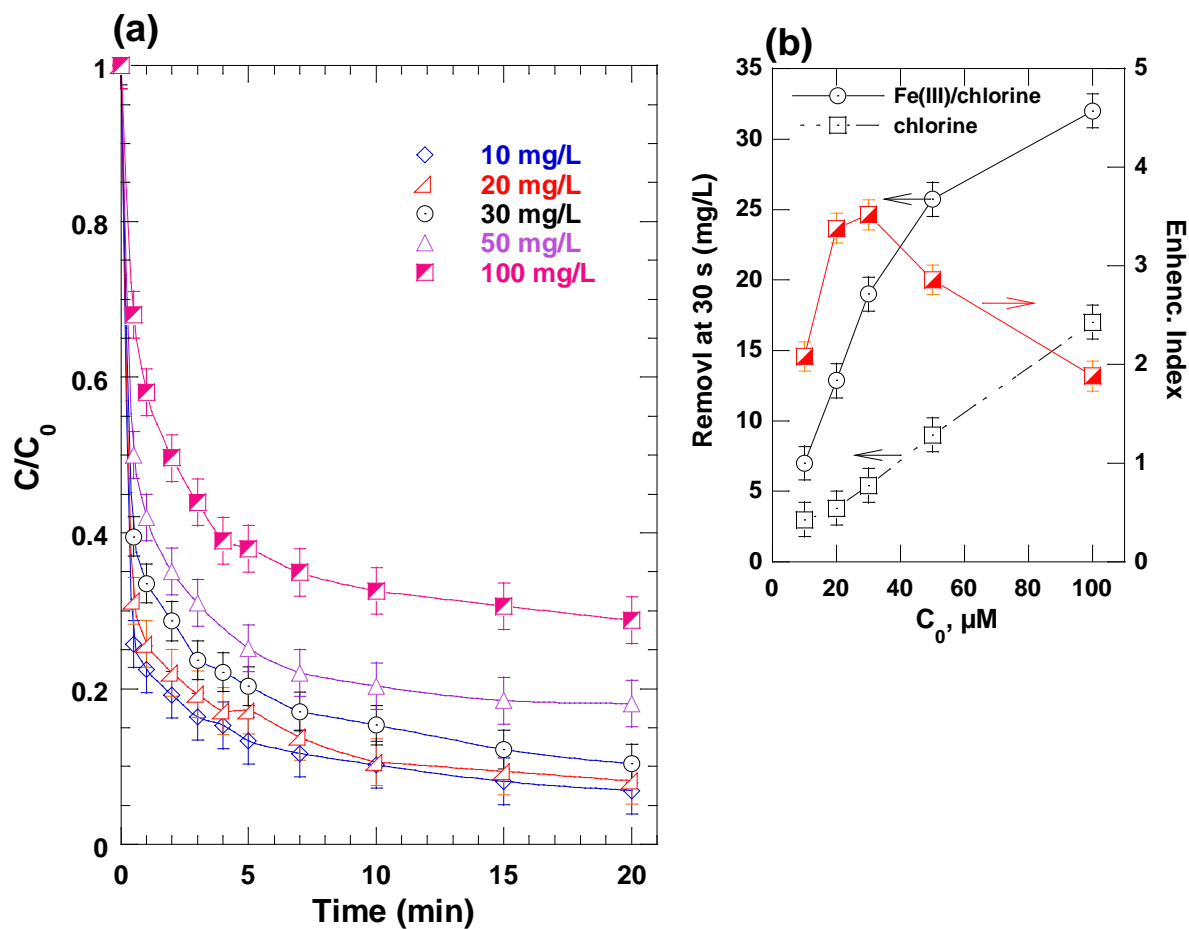 (a)
1
0.8
0.6
0.4
0.2
0
C/C0
0 5 10 15 20
Time (min)
10 mg/L
20 mg/L
30 mg/L
50 mg/L
100 mg/L
(b)
35
30
25
20
15
10
5
0
Removl at 30 s (mg/L)
Fe(III)/chlorine
chlorine
5
4
3
2
1
0
Enhenc. Index
0 20 40 60 80 100
C0, µM